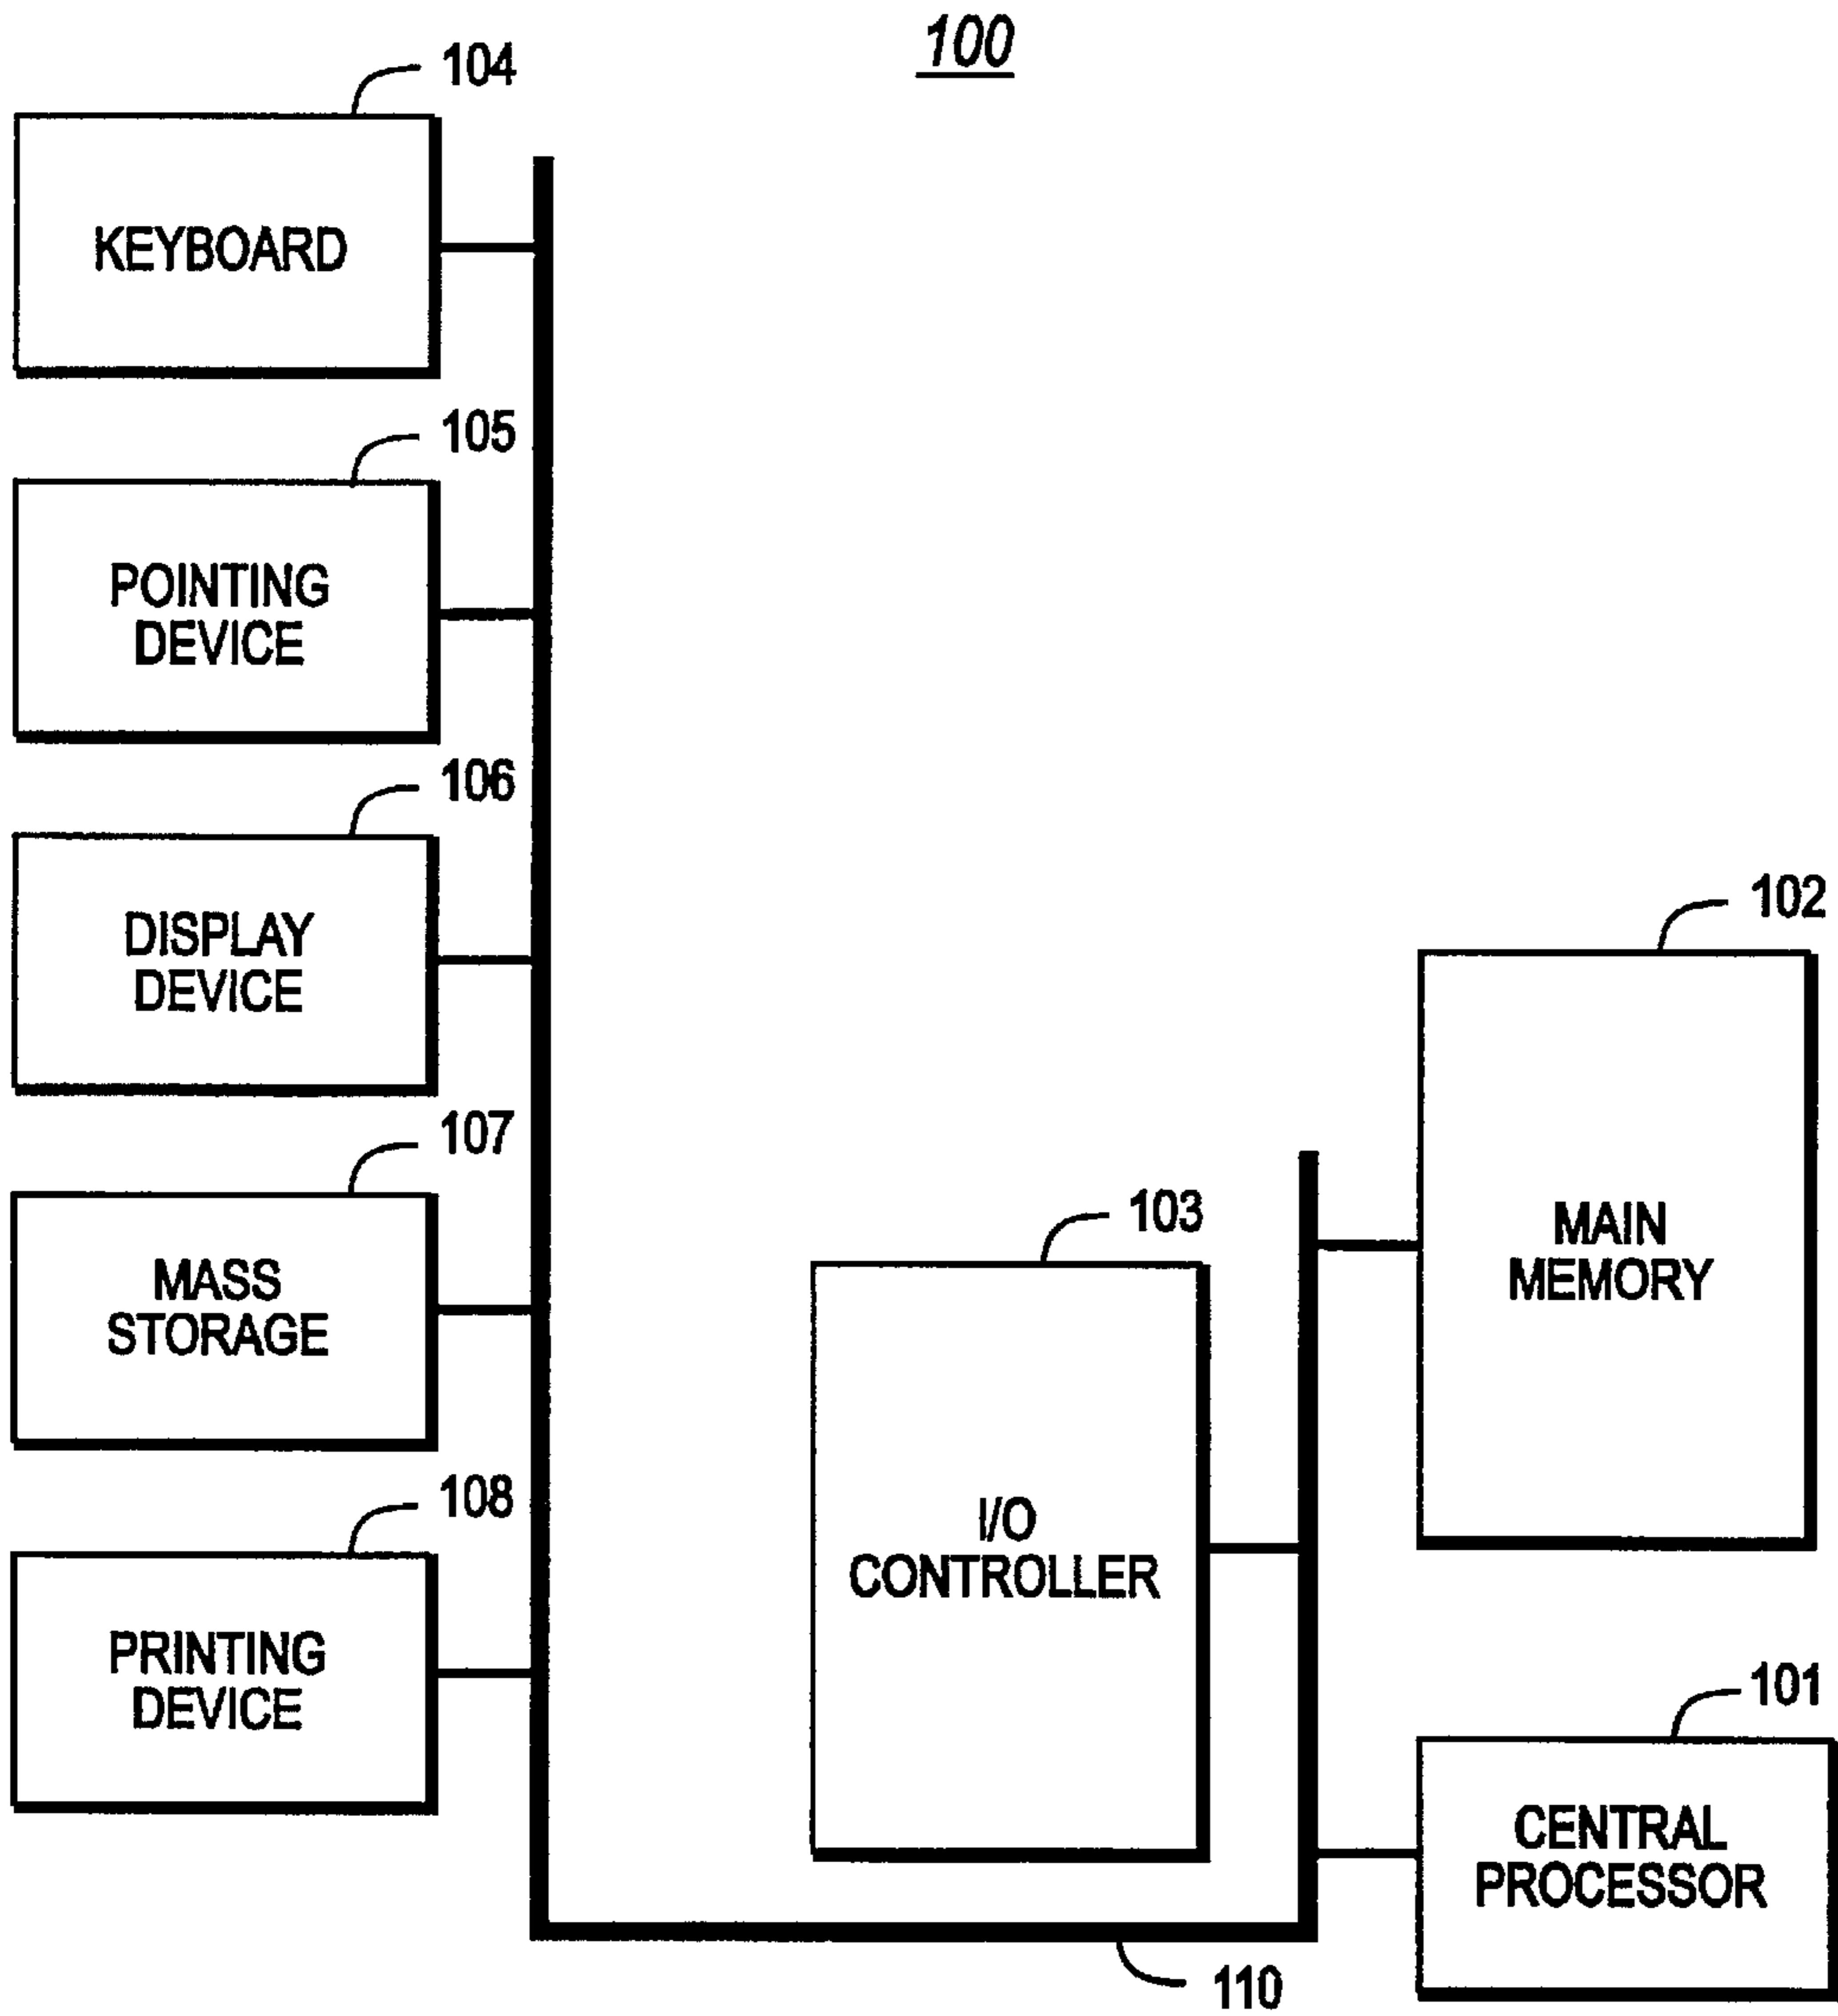 100
104
KEYBOARD
105
POINTING
DEVICE
106
DISPLAY
DEVICE
107
MASS
STORAGE
108
PRINTING
DEVICE
102
MAIN
MEMORY
103
I/O
CONTROLLER
101
CENTRAL
PROCESSOR
110